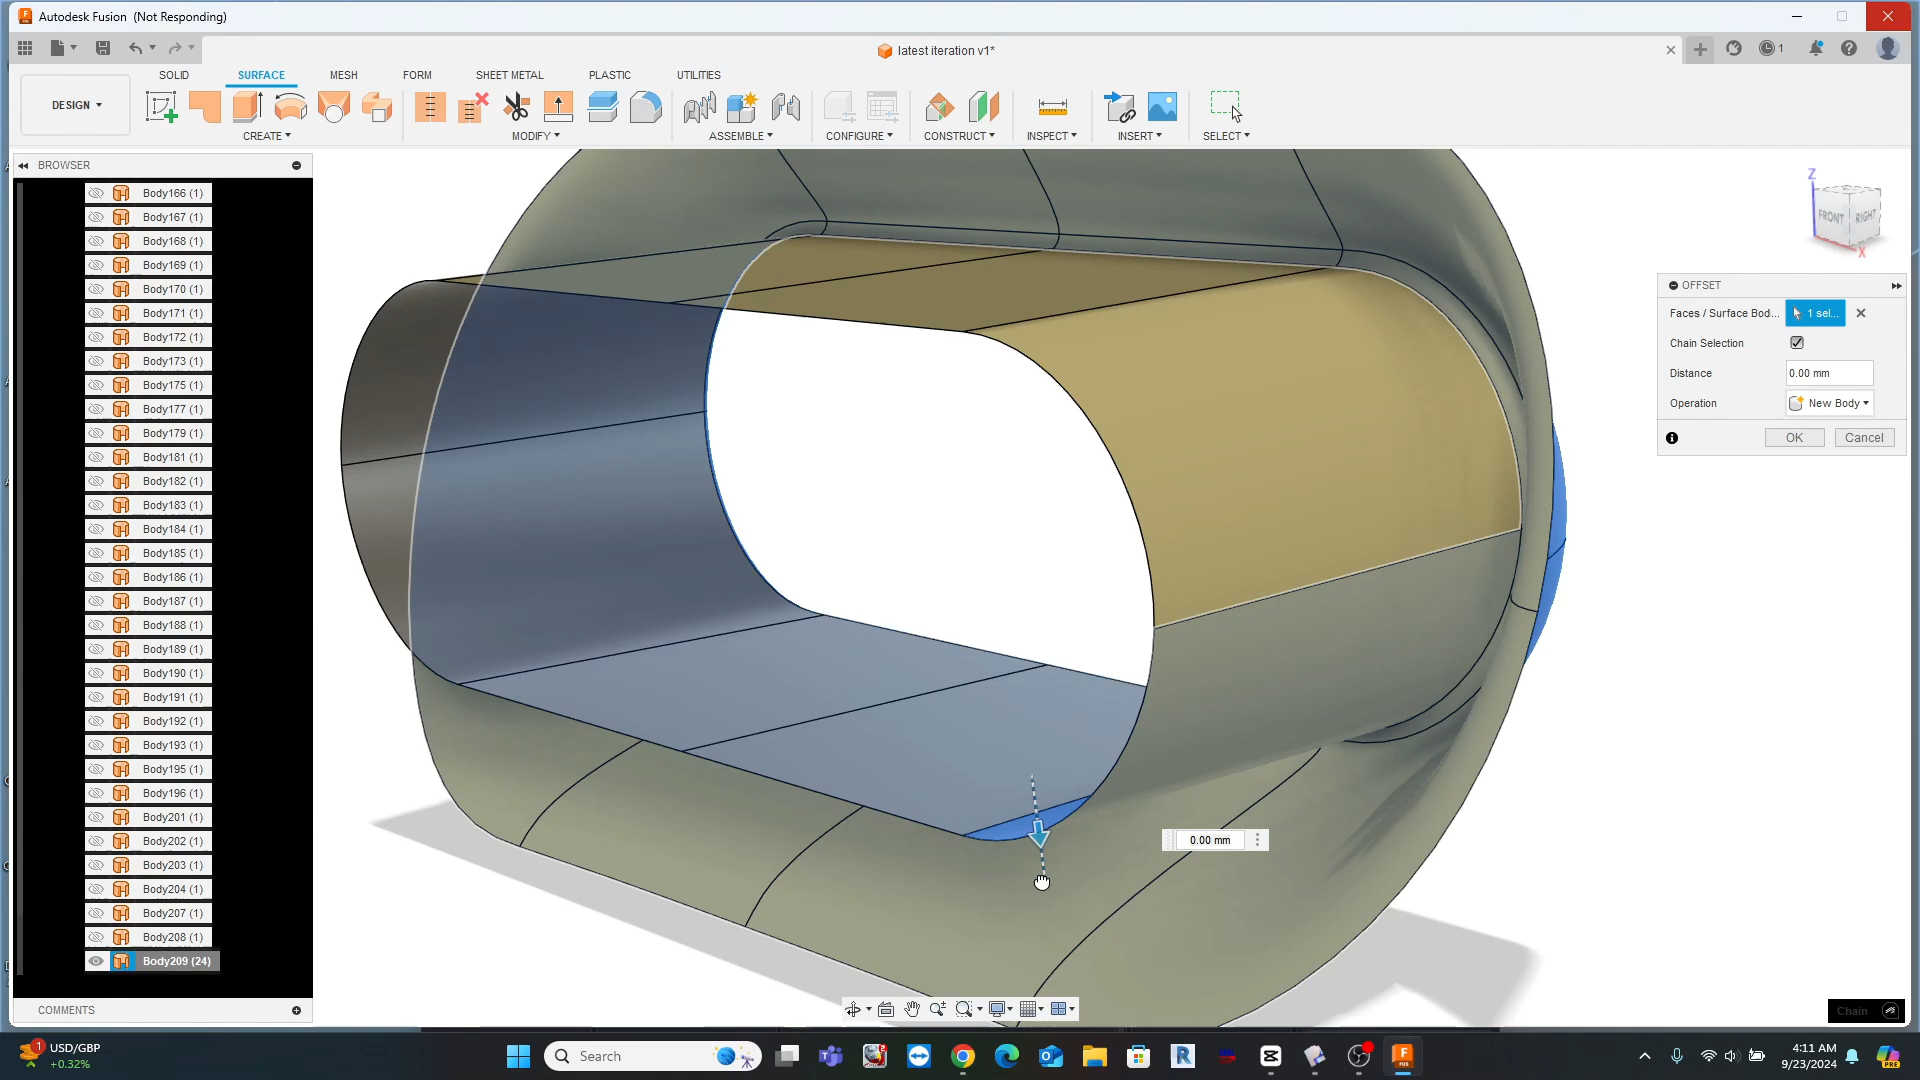 Autodesk Fusion (Not Responding)
latest iteration v1*
1
SOLID
SURFACE
MESH
FORM
SHEET METAL
PLASTIC
UTILITIES
DESIGN
CREATE
MODIFY
ASSEMBLE
CONFIGURE
CONSTRUCT
INSPECT
INSERT
SELECT
BROWSER
Body166 (1)
Body167 (1)
Body168 (1)
Body169 (1)
Body170 (1)
Body171 (1)
Body172 (1)
Body173 (1)
Body175 (1)
Body177 (1)
Body179 (1)
Body181 (1)
Body182 (1)
Body183 (1)
Body184 (1)
Body185 (1)
Body186 (1)
Body187 (1)
Body188 (1)
Body189 (1)
Body190 (1)
Body191 (1)
Body192 (1)
Body193 (1)
Body195 (1)
Body196 (1)
Body201 (1)
Body202 (1)
Body203 (1)
Body204 (1)
Body207 (1)
Body208 (1)
Body209 (24)
COMMENTS
Z
FRONT
RIGHT
X
OFFSET
Faces / Surface Bod...
1 sel...
Chain Selection
Distance
0.00 mm
Operation
New Body
OK
Cancel
0.00 mm
Chain
1
USD/GBP
+0.32%
Search
4:11 AM
9/23/2024